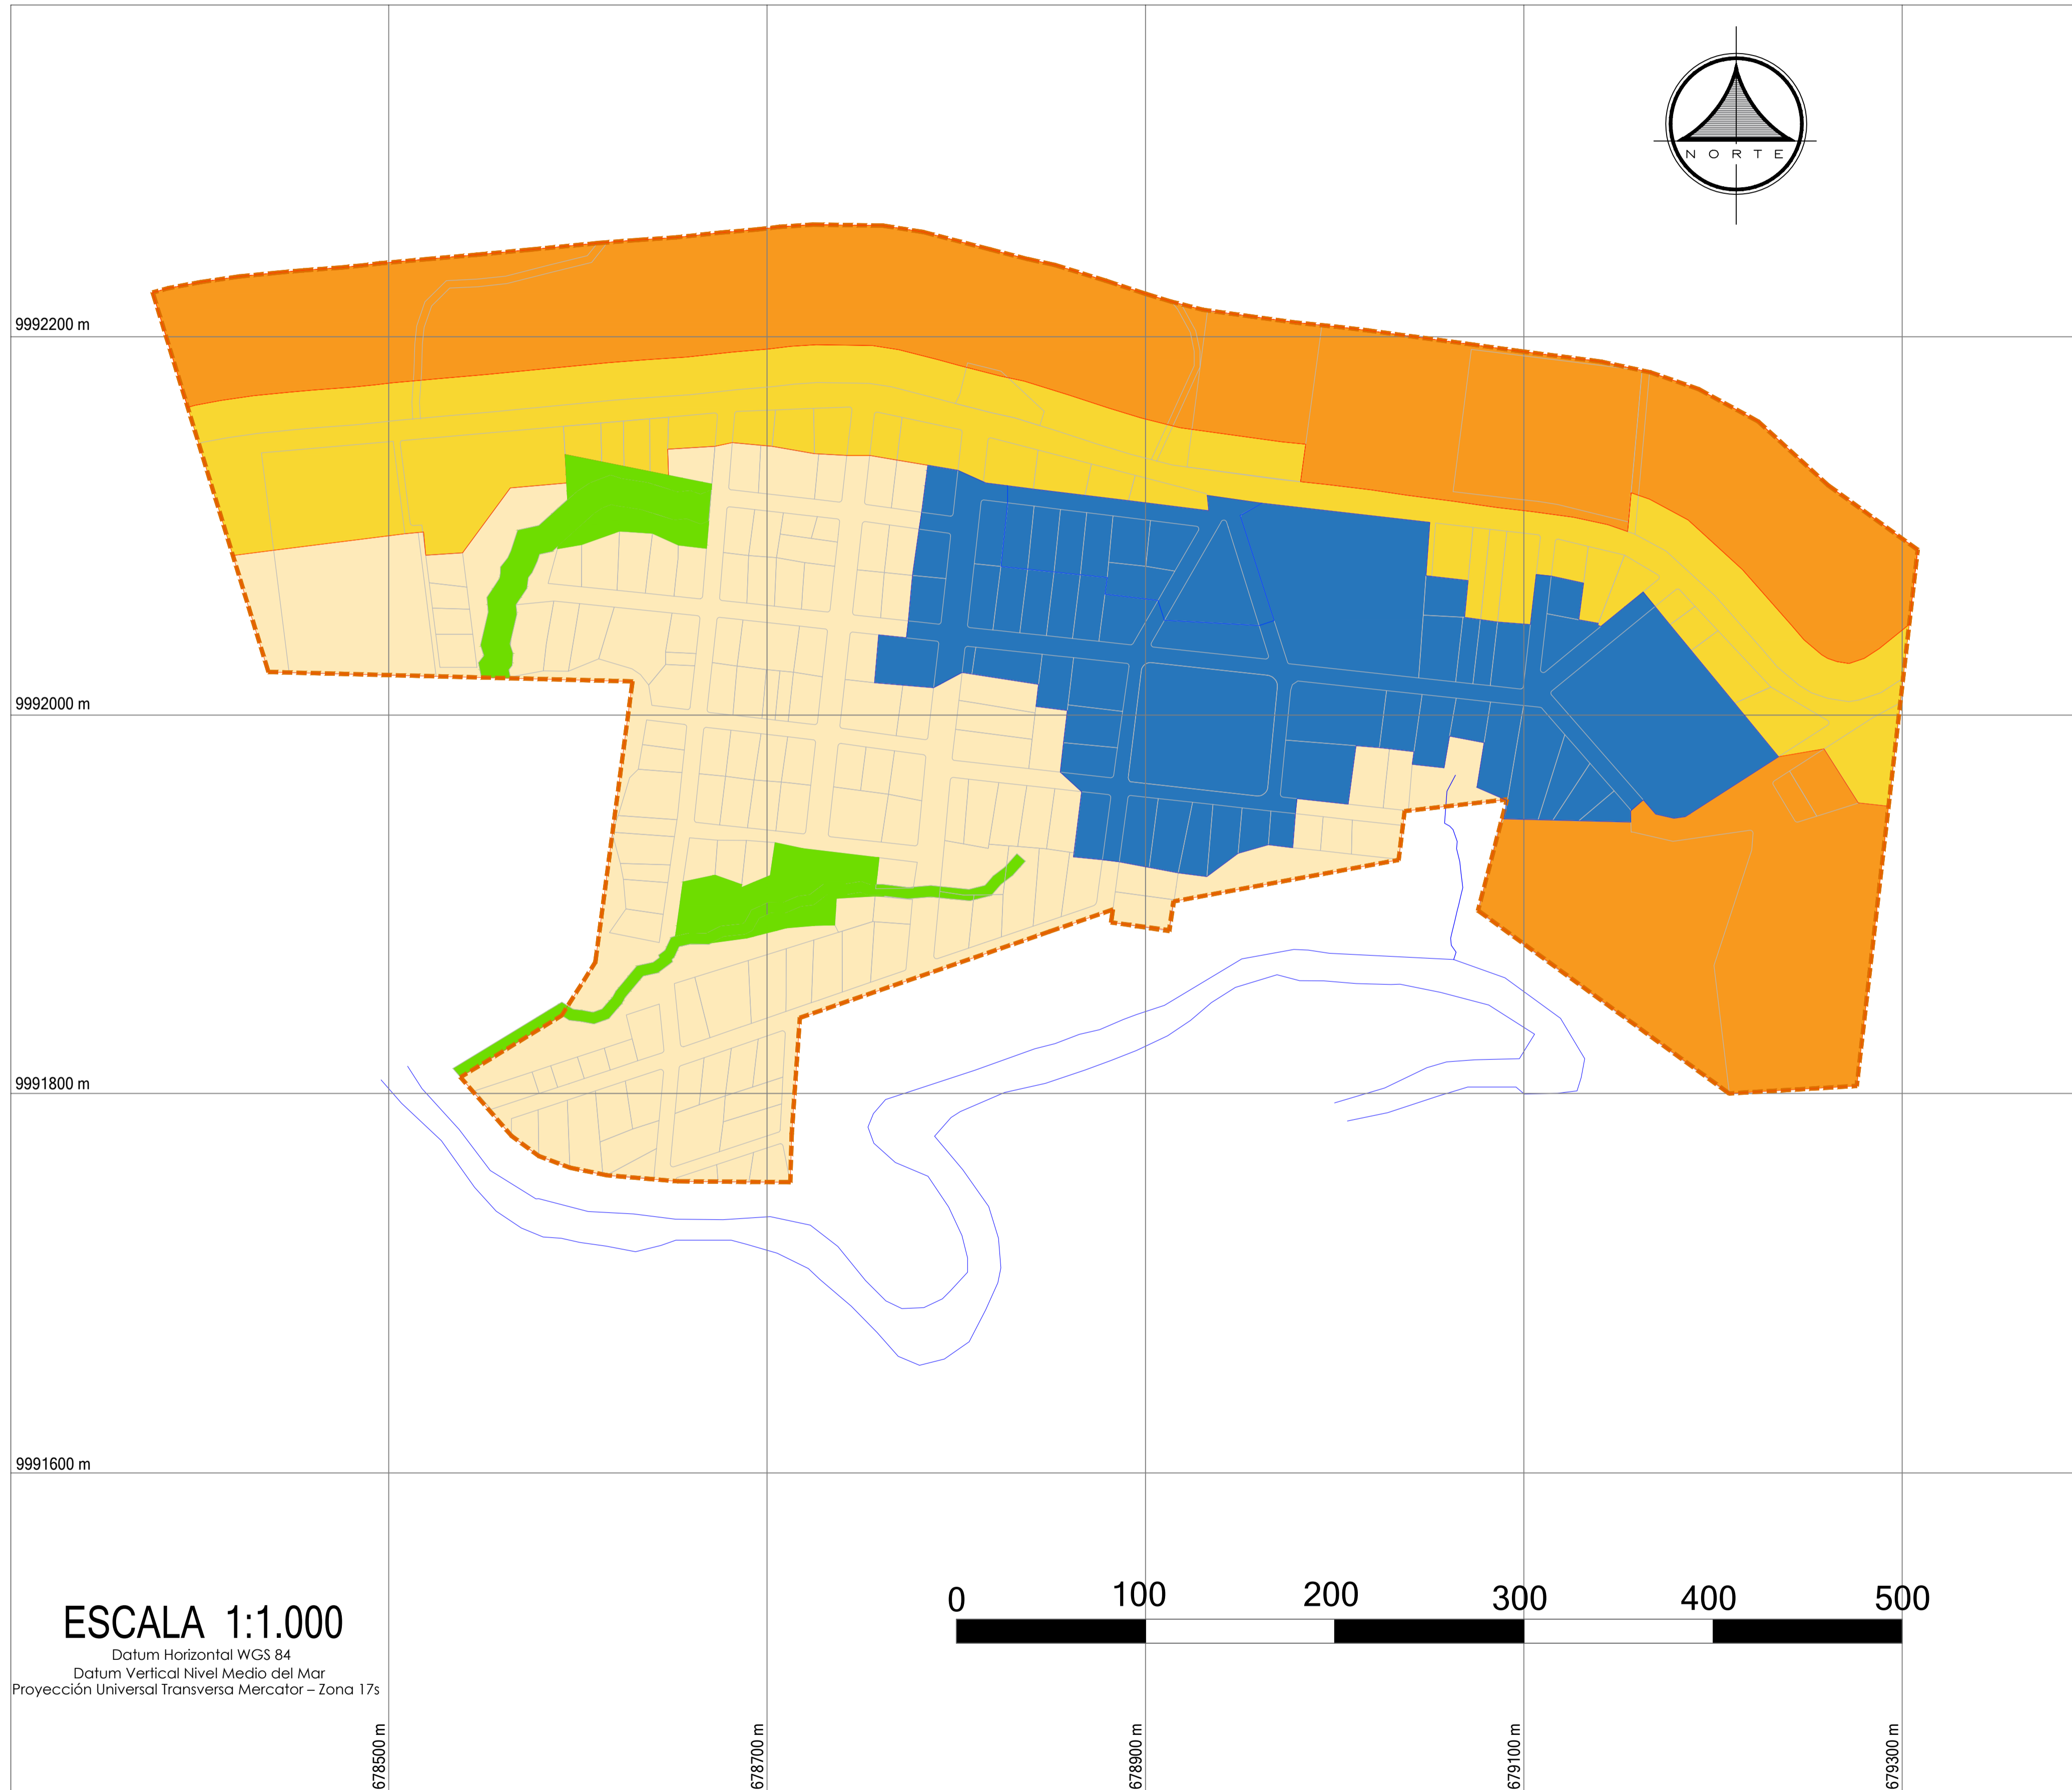 NORTE
9992200 m
9992000 m
9991800 m
9991600 m
0 100 200 300 400 500
ESCALA 1:1.000
Datum Horizontal WGS 84
Datum Vertical Nivel Medio del Mar
Proyección Universal Transversa Mercator – Zona 17s
678500 m
678700 m
678900 m
679100 m
679300 m